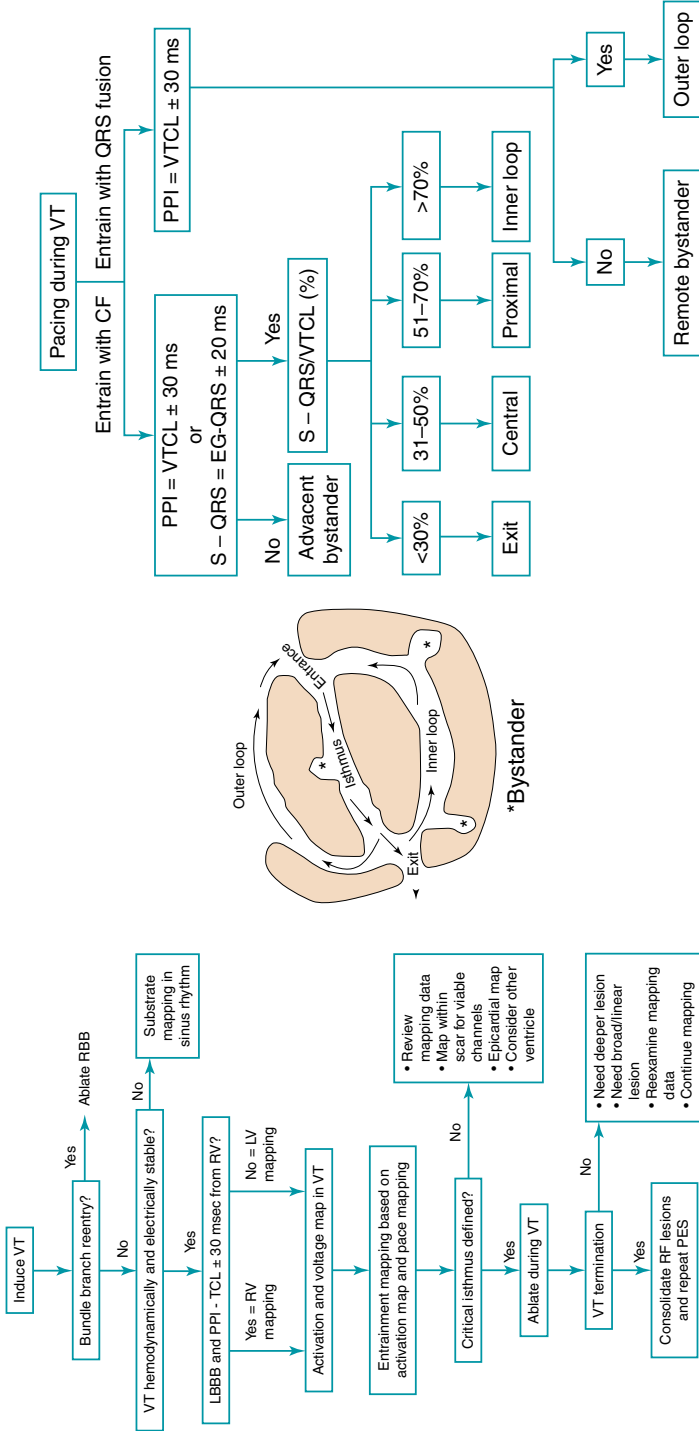 Induce VT
Bundle branch reentry?
Yes
Ablate RBB
No
VT hemodynamically and electrically stable?
No
Substrate
mapping in
sinus rhythm
Yes
LBBB and PPI - TCL ± 30 msec from RV?
Yes = RV
mapping
No = LV
mapping
Activation and voltage map in VT
Entrainment mapping based on
activation map and pace mapping
Critical isthmus defined?
No
• Review
mapping data
• Map within
scar for viable
channels
• Epicardial map
• Consider other
ventricle
Yes
Ablate during VT
VT termination
No
• Need deeper lesion
• Need broad/linear
lesion
• Reexamine mapping
data
• Continue mapping
Yes
Consolidate RF lesions
and repeat PES
Outer loop
Entrance
*
Isthmus
Exit
Inner loop
*
*
*Bystander
Pacing during VT
Entrain with CF
Entrain with QRS fusion
PPI = VTCL ± 30 ms
or
S – QRS = EG-QRS ± 20 ms
PPI = VTCL ± 30 ms
No
Yes
Advacent
bystander
S – QRS/VTCL (%)
<30%
31–50%
51–70%
>70%
Exit
Central
Proximal
Inner loop
No
Yes
Remote bystander
Outer loop